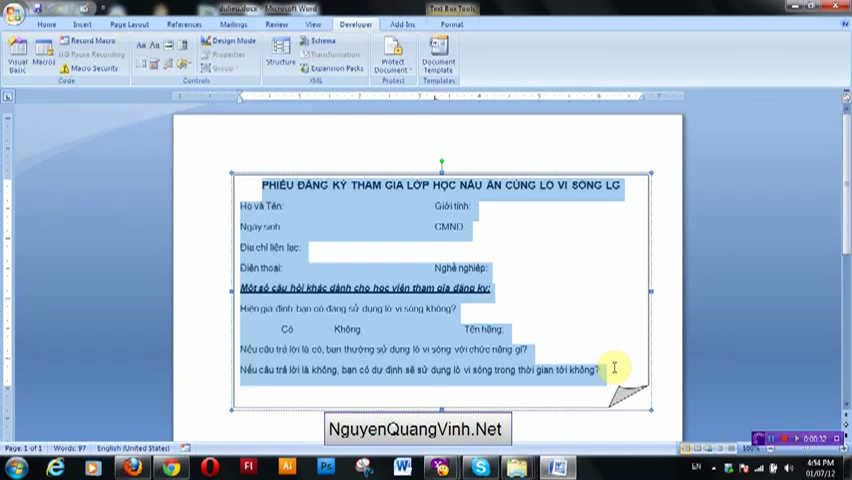 dulieu.docx - Microsoft Word
Text Box Tools
Home Insert Page Layout References Mailings Review View Developer Add-Ins Format
Visual Basic
Macros
Record Macro
Pause Recording
Macro Security
Code
Design Mode
Properties
Group
Controls
Structure
Schema
Transformation
Expansion Packs
XML
Protect Document
Protect
Document Template
Templates
PHIẾU ĐĂNG KÝ THAM GIA LỚP HỌC NẤU ĂN CÙNG LÒ VI SÓNG LG
Họ và Tên: Giới tính:
Ngày sinh: CMND:
Địa chỉ liên lạc:
Điện thoại: Nghề nghiệp:
Một số câu hỏi khác dành cho học viên tham gia đăng ký:
Hiện gia đình bạn có đang sử dụng lò vi sóng không?
Có Không Tên hãng:
Nếu câu trả lời là có, bạn thường sử dụng lò vi sóng với chức năng gì?
Nếu câu trả lời là không, bạn có dự định sẽ sử dụng lò vi sóng trong thời gian tới không?
NguyenQuangVinh.Net
0:00:32
Page: 1 of 1 Words: 97 English (United States) 100%
EN 4:54 PM
01/07/12